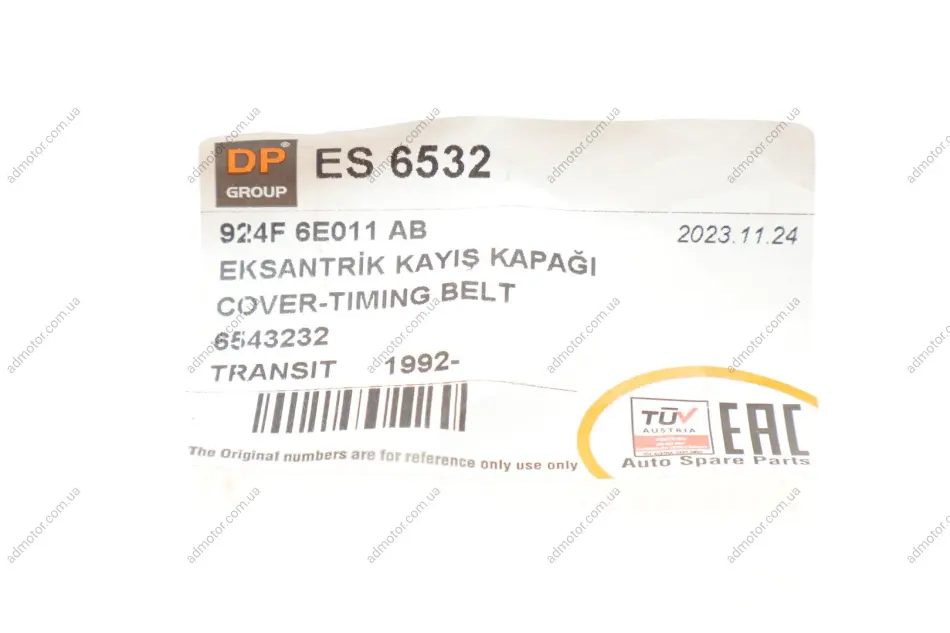 DP® ES 6532
GROUP
924F 6E011 AB 2023.11.24
EKSANTRİK KAYIŞ KAPAĞI
COVER-TIMING BELT
6543232
TRANSIT 1992-
TÜV
AUSTRIA
EAC
Auto Spare Parts
The Original numbers are for reference only use only
admotor.com.ua